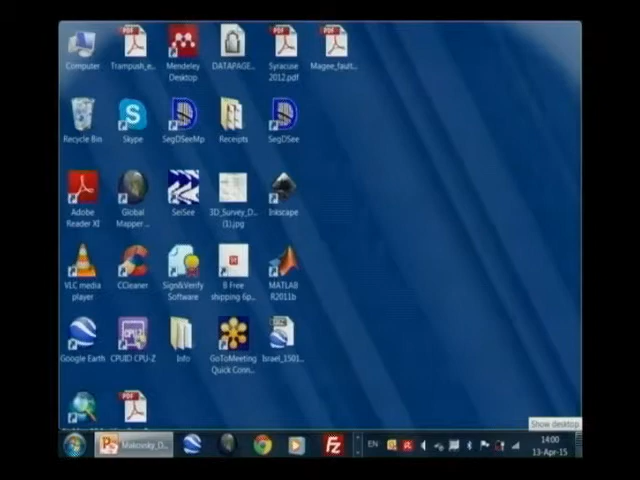 Computer
Trampush_e...
Mendeley
Desktop
DATAPAGE...
Syracuse
2012.pdf
Magee_fault...
Recycle Bin
Skype
SegDSeeMp
Receipts
SegDSee
Adobe
Reader XI
Global
Mapper ...
SeiSee
3D_Survey_D...
(1).jpg
Inkscape
VLC media
player
CCleaner
Sign&Verify
Software
8 Free
shipping 6p...
MATLAB
R2011b
Google Earth
CPUID CPU-Z
Info
GoToMeeting
Quick Conn...
Israel_1501...
Show desktop
Makovsky_D...
EN
14:00
13-Apr-15